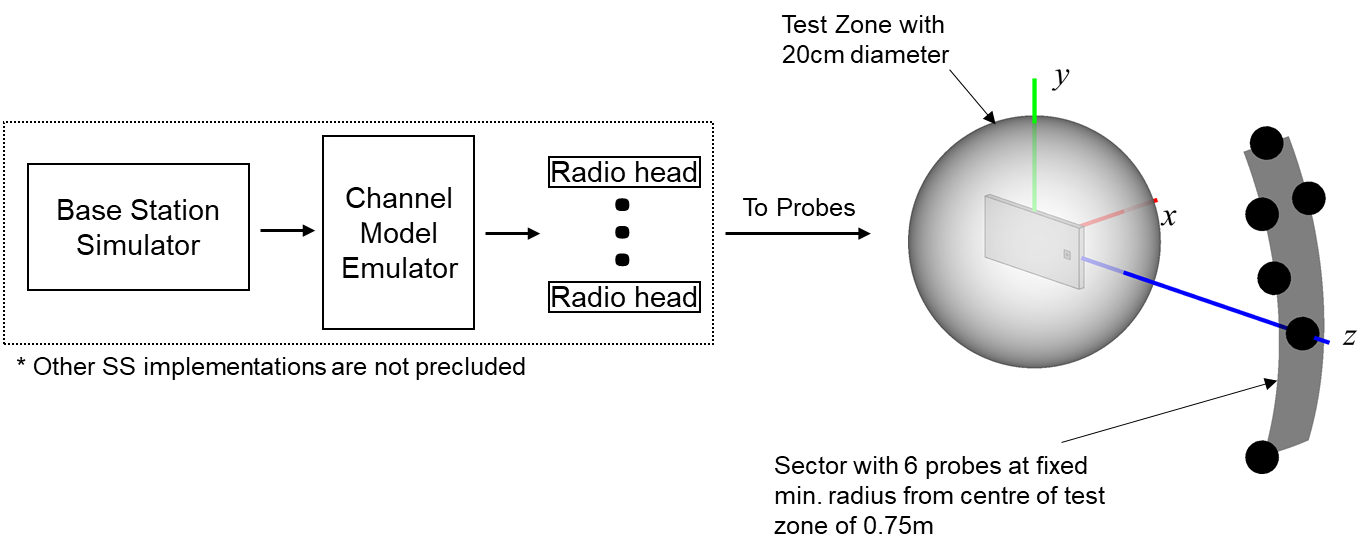 Test Zone with
20cm diameter
y
Base Station
Simulator
Channel
Model
Emulator
Radio head
Radio head
To Probes
x
z
* Other SS implementations are not precluded
Sector with 6 probes at fixed
min. radius from centre of test
zone of 0.75m